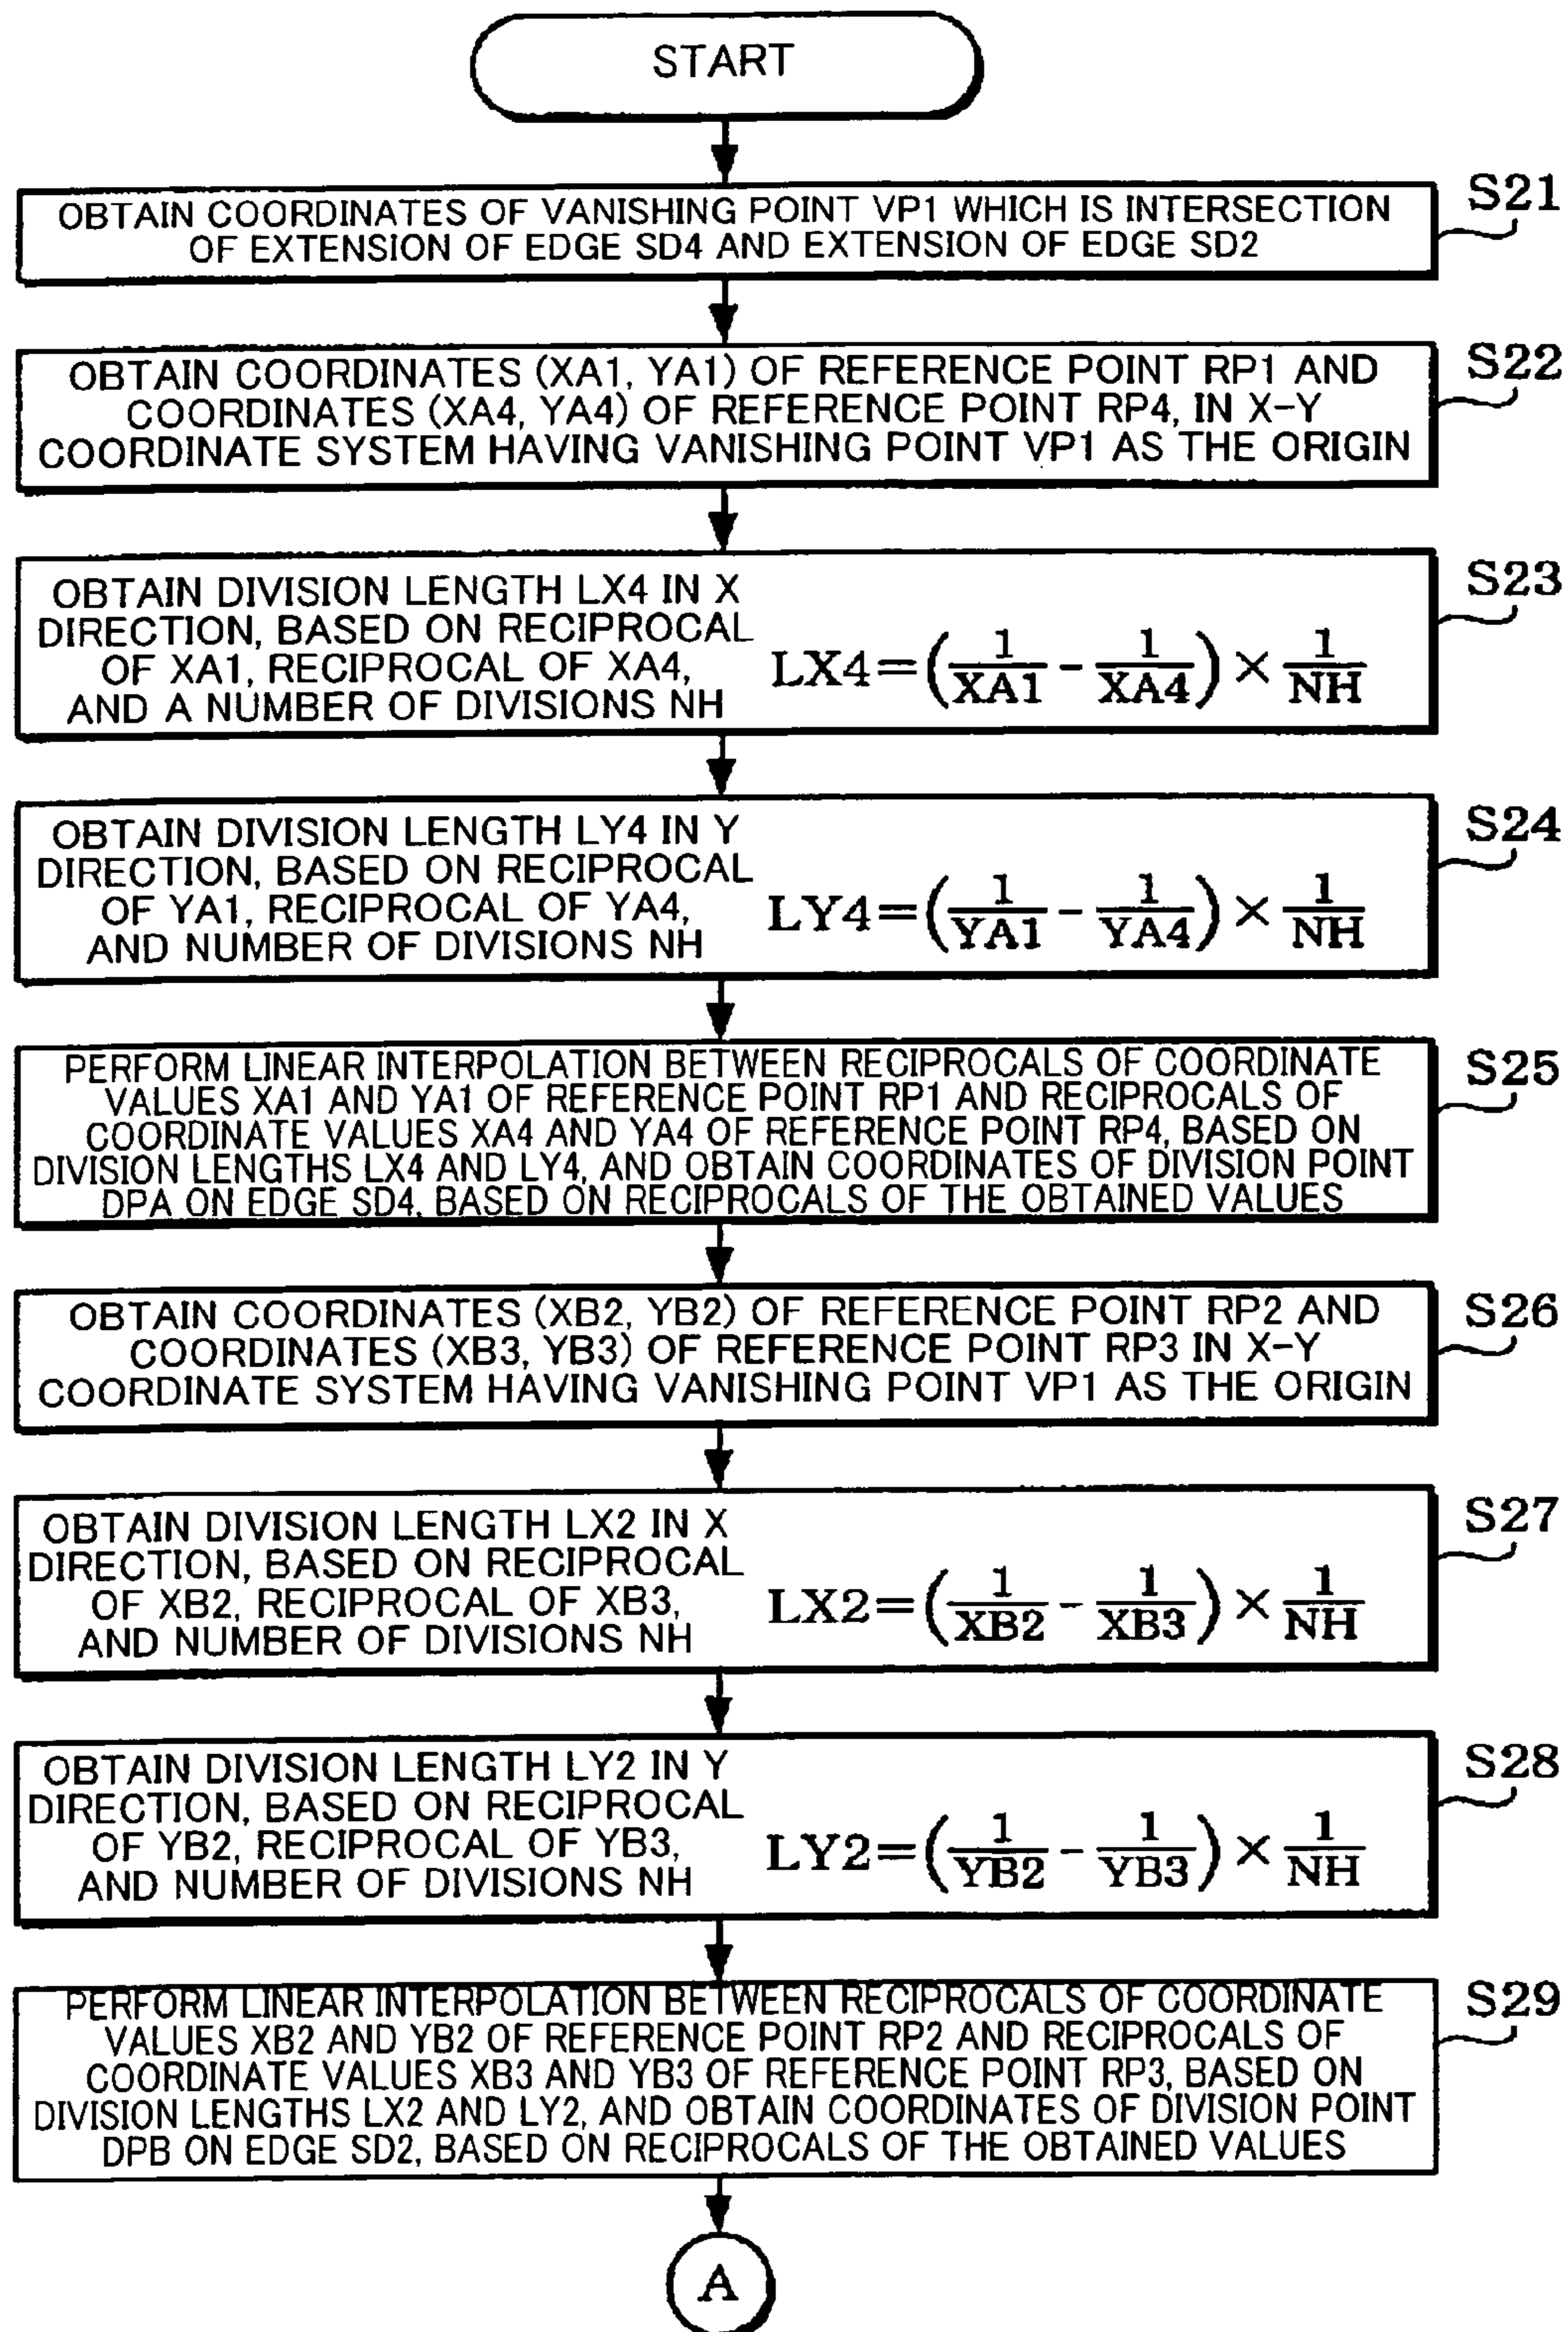 START
S21
OBTAIN COORDINATES OF VANISHING POINT VP1 WHICH IS INTERSECTION
OF EXTENSION OF EDGE SD4 AND EXTENSION OF EDGE SD2
S22
OBTAIN COORDINATES (XA1, YA1) OF REFERENCE POINT RP1 AND
COORDINATES (XA4, YA4) OF REFERENCE POINT RP4, IN X-Y
COORDINATE SYSTEM HAVING VANISHING POINT VP1 AS THE ORIGIN
S23
OBTAIN DIVISION LENGTH LX4 IN X
DIRECTION, BASED ON RECIPROCAL
OF XA1, RECIPROCAL OF XA4,
AND A NUMBER OF DIVISIONS NH
LX4=(1/XA1 - 1/XA4)×1/NH
S24
OBTAIN DIVISION LENGTH LY4 IN Y
DIRECTION, BASED ON RECIPROCAL
OF YA1, RECIPROCAL OF YA4,
AND NUMBER OF DIVISIONS NH
LY4=(1/YA1 - 1/YA4)×1/NH
S25
PERFORM LINEAR INTERPOLATION BETWEEN RECIPROCALS OF COORDINATE
VALUES XA1 AND YA1 OF REFERENCE POINT RP1 AND RECIPROCALS OF
COORDINATE VALUES XA4 AND YA4 OF REFERENCE POINT RP4, BASED ON
DIVISION LENGTHS LX4 AND LY4, AND OBTAIN COORDINATES OF DIVISION POINT
DPA ON EDGE SD4, BASED ON RECIPROCALS OF THE OBTAINED VALUES
S26
OBTAIN COORDINATES (XB2, YB2) OF REFERENCE POINT RP2 AND
COORDINATES (XB3, YB3) OF REFERENCE POINT RP3 IN X-Y
COORDINATE SYSTEM HAVING VANISHING POINT VP1 AS THE ORIGIN
S27
OBTAIN DIVISION LENGTH LX2 IN X
DIRECTION, BASED ON RECIPROCAL
OF XB2, RECIPROCAL OF XB3,
AND NUMBER OF DIVISIONS NH
LX2=(1/XB2 - 1/XB3)×1/NH
S28
OBTAIN DIVISION LENGTH LY2 IN Y
DIRECTION, BASED ON RECIPROCAL
OF YB2, RECIPROCAL OF YB3,
AND NUMBER OF DIVISIONS NH
LY2=(1/YB2 - 1/YB3)×1/NH
S29
PERFORM LINEAR INTERPOLATION BETWEEN RECIPROCALS OF COORDINATE
VALUES XB2 AND YB2 OF REFERENCE POINT RP2 AND RECIPROCALS OF
COORDINATE VALUES XB3 AND YB3 OF REFERENCE POINT RP3, BASED ON
DIVISION LENGTHS LX2 AND LY2, AND OBTAIN COORDINATES OF DIVISION POINT
DPB ON EDGE SD2, BASED ON RECIPROCALS OF THE OBTAINED VALUES
A